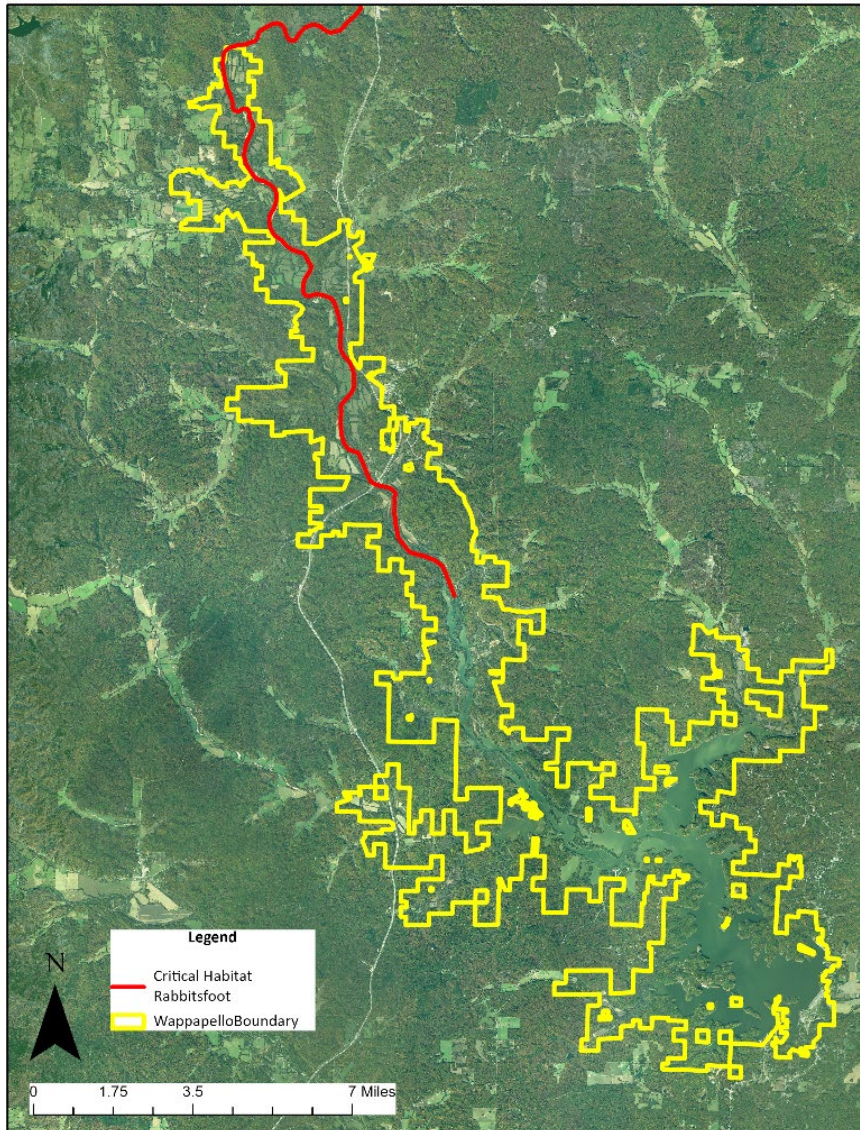 Legend
Critical Habitat
Rabbitsfoot
WappapelloBoundary
N
0 1.75 3.5 7 Miles